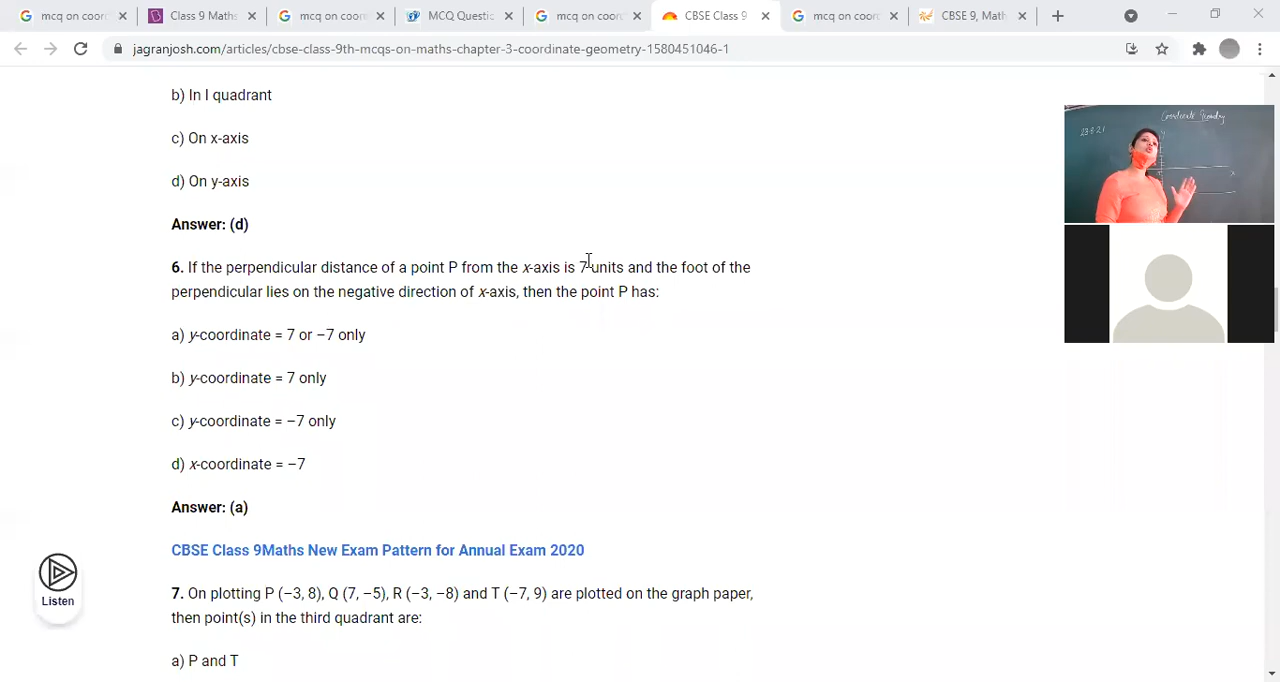 mcq on coor
Class 9 Maths
mcq on coor
MCQ Questic
mcq on coor
CBSE Class 9
mcq on coor
CBSE 9, Math
jagranjosh.com/articles/cbse-class-9th-mcqs-on-maths-chapter-3-coordinate-geometry-1580451046-1
b) In I quadrant
c) On x-axis
d) On y-axis
Answer: (d)
6. If the perpendicular distance of a point P from the x-axis is 7 units and the foot of the
perpendicular lies on the negative direction of x-axis, then the point P has:
a) y-coordinate = 7 or −7 only
b) y-coordinate = 7 only
c) y-coordinate = −7 only
d) x-coordinate = −7
Answer: (a)
CBSE Class 9Maths New Exam Pattern for Annual Exam 2020
7. On plotting P (−3, 8), Q (7, −5), R (−3, −8) and T (−7, 9) are plotted on the graph paper,
then point(s) in the third quadrant are:
a) P and T
Listen
Coordinate Geometry
23.8.21